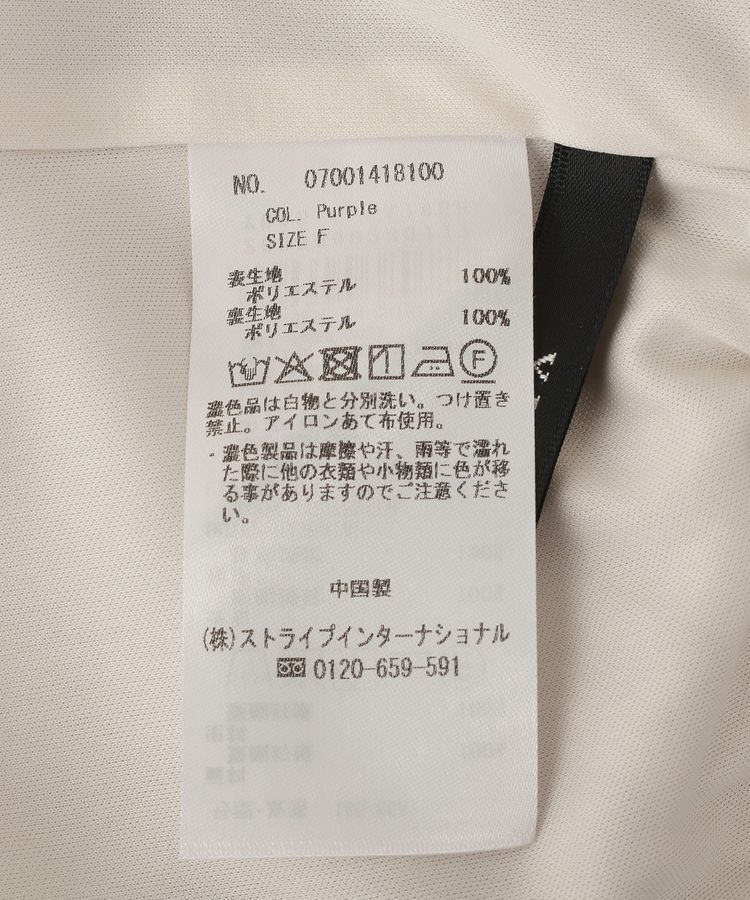 NO. 07001418100
COL. Purple
SIZE F
表生地
ポリエステル 100%
裏生地
ポリエステル 100%
F
濃色品は白物と分別洗い。つけ置き
禁止。アイロンあて布使用。
・濃色製品は摩擦や汗、雨等で濡れ
た際に他の衣類や小物類に色が移
る事がありますのでご注意くださ
い。
中国製
(株)ストライプインターナショナル
0120-659-591